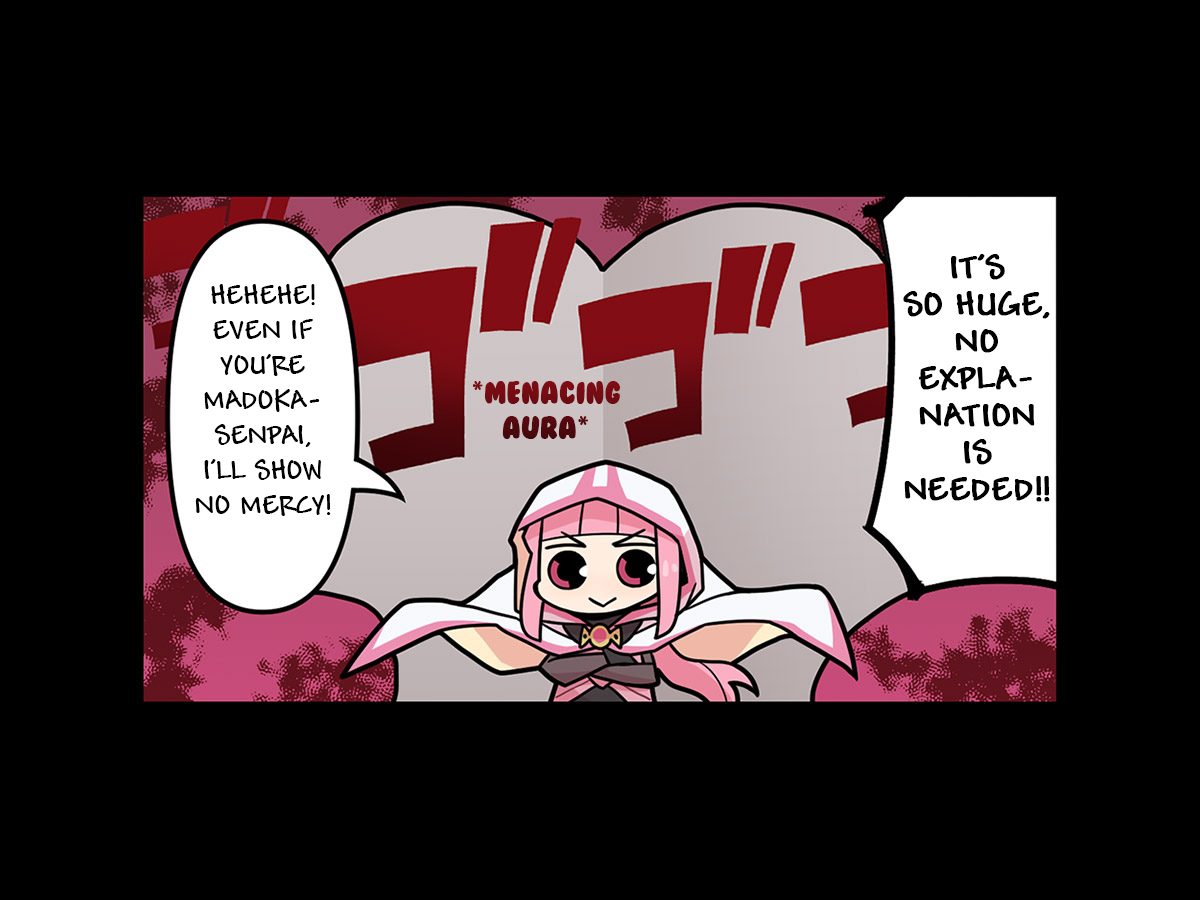 IT'S
SO HUGE,
NO
EXPLA-
NATION
IS
NEEDED!!
ゴゴゴ
*MENACING
AURA*
HEHEHE!
EVEN IF
YOU'RE
MADOKA-
SENPAI,
I'LL SHOW
NO MERCY!